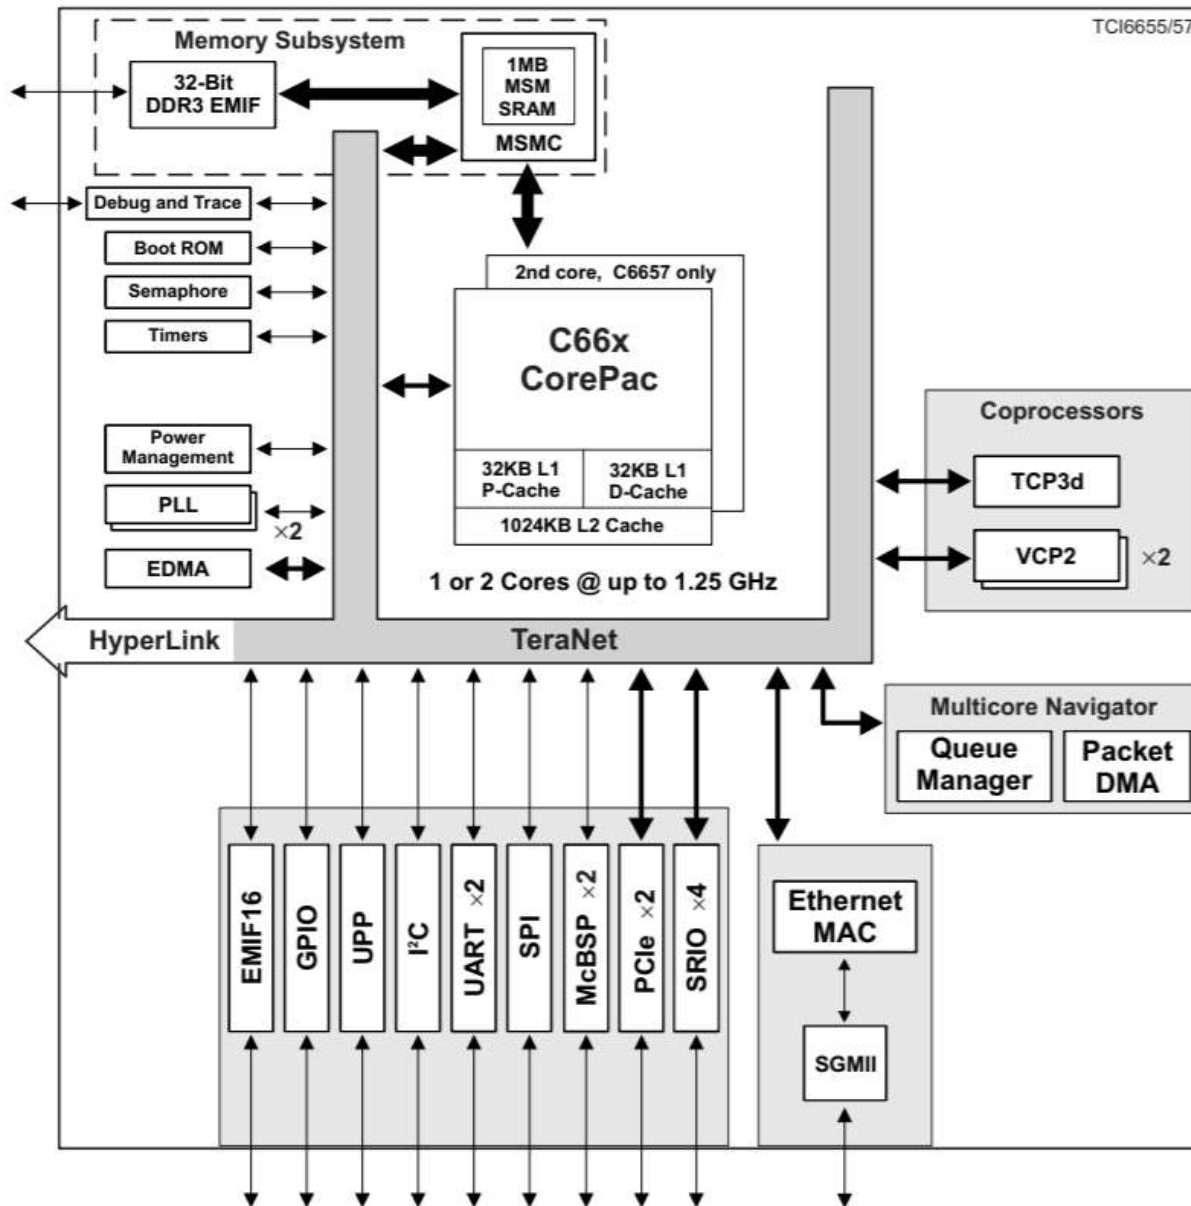 TCI6655/57
Memory Subsystem
32-Bit
DDR3 EMIF
1MB
MSM
SRAM
MSMC
Debug and Trace
Boot ROM
Semaphore
Timers
Power
Management
PLL
×2
EDMA
2nd core, C6657 only
C66x
CorePac
32KB L1
P-Cache
32KB L1
D-Cache
1024KB L2 Cache
1 or 2 Cores @ up to 1.25 GHz
Coprocessors
TCP3d
VCP2
×2
HyperLink
TeraNet
Multicore Navigator
Queue
Manager
Packet
DMA
EMIF16
GPIO
UPP
I²C
UART ×2
SPI
McBSP ×2
PCIe ×2
SRIO ×4
Ethernet
MAC
SGMII